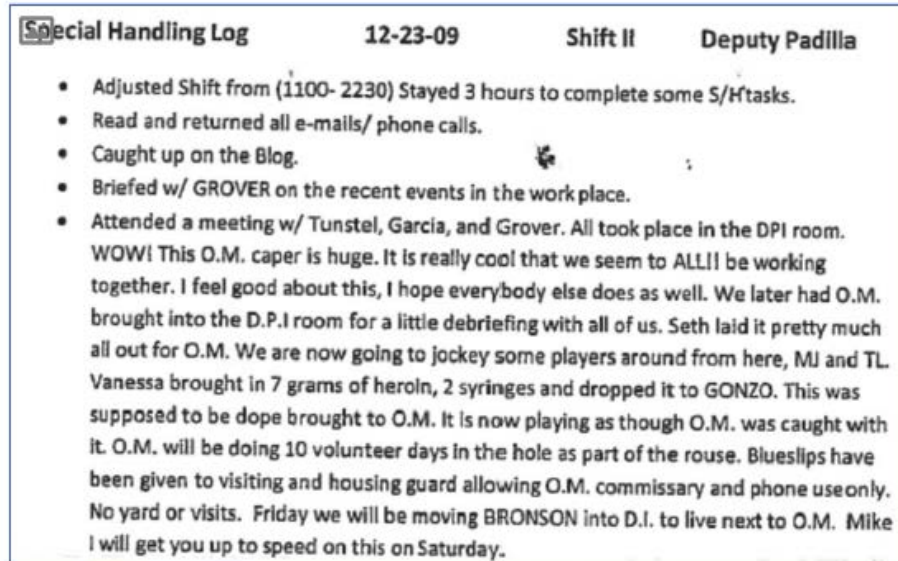 Special Handling Log 12-23-09 Shift II Deputy Padilla
• Adjusted Shift from (1100- 2230) Stayed 3 hours to complete some S/H tasks.
• Read and returned all e-mails/ phone calls.
• Caught up on the Blog.
• Briefed w/ GROVER on the recent events in the work place.
• Attended a meeting w/ Tunstel, Garcia, and Grover. All took place in the DPI room.
WOW! This O.M. caper is huge. It is really cool that we seem to ALL!! be working
together. I feel good about this, I hope everybody else does as well. We later had O.M.
brought into the D.P.I room for a little debriefing with all of us. Seth laid it pretty much
all out for O.M. We are now going to jockey some players around from here, MJ and TL.
Vanessa brought in 7 grams of heroin, 2 syringes and dropped it to GONZO. This was
supposed to be dope brought to O.M. It is now playing as though O.M. was caught with
it. O.M. will be doing 10 volunteer days in the hole as part of the rouse. Blueslips have
been given to visiting and housing guard allowing O.M. commissary and phone use only.
No yard or visits. Friday we will be moving BRONSON into D.I. to live next to O.M. Mike
I will get you up to speed on this on Saturday.